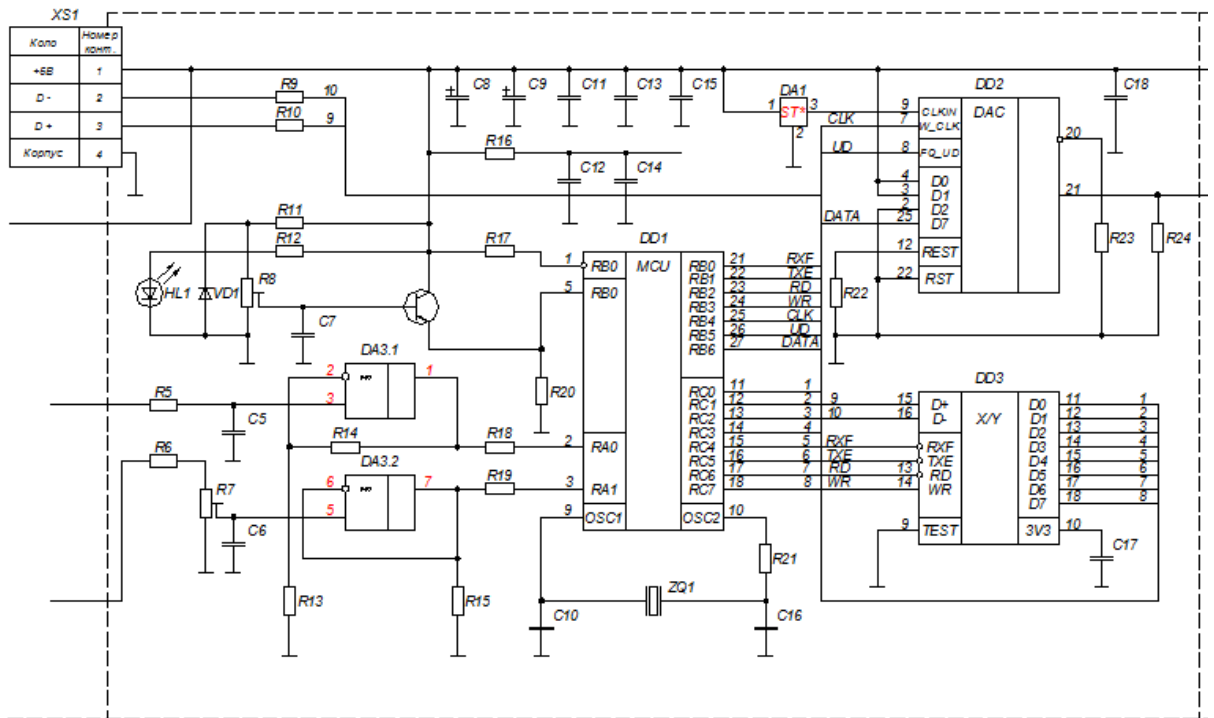 XS1
Коло Номер конт.
+5В 1
D - 2
D + 3
Корпус 4
R9 10
R10 9
C8 C9 C11 C13 C15
DA1
1 ST* 3
2
C18
DD2
9 CLKIN DAC
CLK 7 W_CLK
20
UD 8 FQ_UD
4 D0
3 D1
21
2 D2
DATA 25 D7
12 REST
22 RST
R22
R23
R24
R16
C12 C14
R11
R12
R17
HL1
VD1
R8
C7
DD1
MCU
1 RB0
5 RB0
RB0 21 RXF
RB1 22 TXE
RB2 23 RD
RB3 24 WR
RB4 25 CLK
RB5 26 UD
RB6 27 DATA
DA3.1
2 1
3
R5
C5
R20
R14
R18
2 RA0
R6
DA3.2
6 7
5
R19
3 RA1
R7
C6
9 OSC1
OSC2 10
RC0 11 1
RC1 12 2 9
RC2 13 3 10
RC3 14 4
RC4 15 5 RXF
RC5 16 6 TXE
RC6 17 7 RD
RC7 18 8 WR
DD3
X/Y
15 D+
16 D-
RXF
TXE
13 RD
14 WR
9 TEST
D0 11 1
D1 12 2
D2 13 3
D3 14 4
D4 15 5
D5 16 6
D6 17 7
D7 18 8
3V3 10
C17
R21
R13
R15
C10
ZQ1
C16